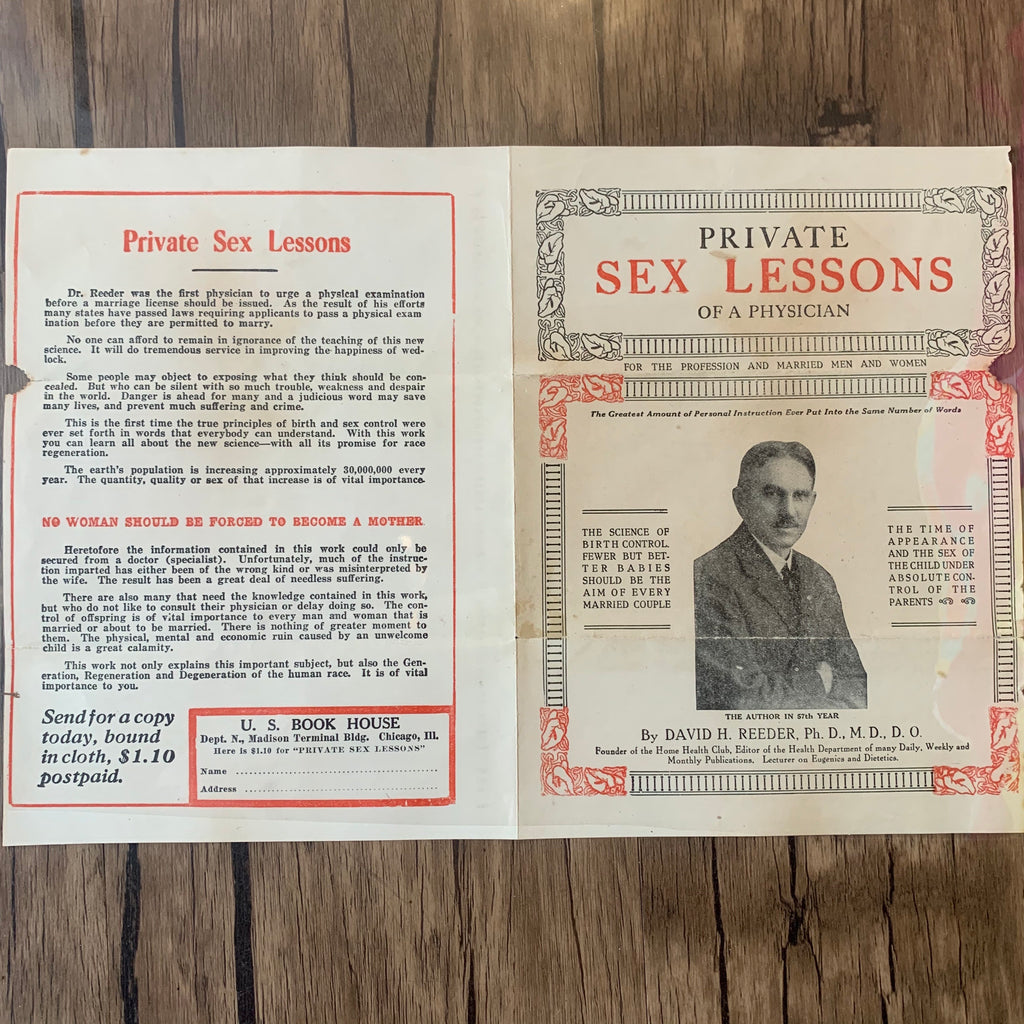 Private Sex Lessons
Dr. Reeder was the first physician to urge a physical examination
before a marriage license should be issued. As the result of his efforts
many states have passed laws requiring applicants to pass a physical exam
ination before they are permitted to marry.
No one can afford to remain in ignorance of the teaching of this new
science. It will do tremendous service in improving the happiness of wed-
lock.
Some people may object to exposing what they think should be con-
cealed. But who can be silent with so much trouble, weakness and despair
in the world. Danger is ahead for many and a judicious word may save
many lives, and prevent much suffering and crime.
This is the first time the true principles of birth and sex control were
ever set forth in words that everybody can understand. With this work
you can learn all about the new science—with all its promise for race
regeneration.
The earth's population is increasing approximately 30,000,000 every
year. The quantity, quality or sex of that increase is of vital importance.
NO WOMAN SHOULD BE FORCED TO BECOME A MOTHER.
Heretofore the information contained in this work could only be
secured from a doctor (specialist). Unfortunately, much of the instruc-
tion imparted has either been of the wrong kind or was misinterpreted by
the wife. The result has been a great deal of needless suffering.
There are also many that need the knowledge contained in this work,
but who do not like to consult their physician or delay doing so. The con-
trol of offspring is of vital importance to every man and woman that is
married or about to be married. There is nothing of greater moment to
them. The physical, mental and economic ruin caused by an unwelcome
child is a great calamity.
This work not only explains this important subject, but also the Gen-
eration, Regeneration and Degeneration of the human race. It is of vital
importance to you.
Send for a copy
today, bound
in cloth, $1.10
postpaid.
U. S. BOOK HOUSE
Dept. N., Madison Terminal Bldg. Chicago, Ill.
Here is $1.10 for "PRIVATE SEX LESSONS"
Name
Address
PRIVATE
SEX LESSONS
OF A PHYSICIAN
FOR THE PROFESSION AND MARRIED MEN AND WOMEN
The Greatest Amount of Personal Instruction Ever Put Into the Same Number of Words
THE SCIENCE OF
BIRTH CONTROL.
FEWER BUT BET-
TER BABIES
SHOULD BE THE
AIM OF EVERY
MARRIED COUPLE
THE TIME OF
APPEARANCE
AND THE SEX OF
THE CHILD UNDER
ABSOLUTE CON-
TROL OF THE
PARENTS
THE AUTHOR IN 57th YEAR
By DAVID H. REEDER, Ph. D., M. D., D. O.
Founder of the Home Health Club, Editor of the Health Department of many Daily, Weekly and
Monthly Publications. Lecturer on Eugenics and Dietetics.